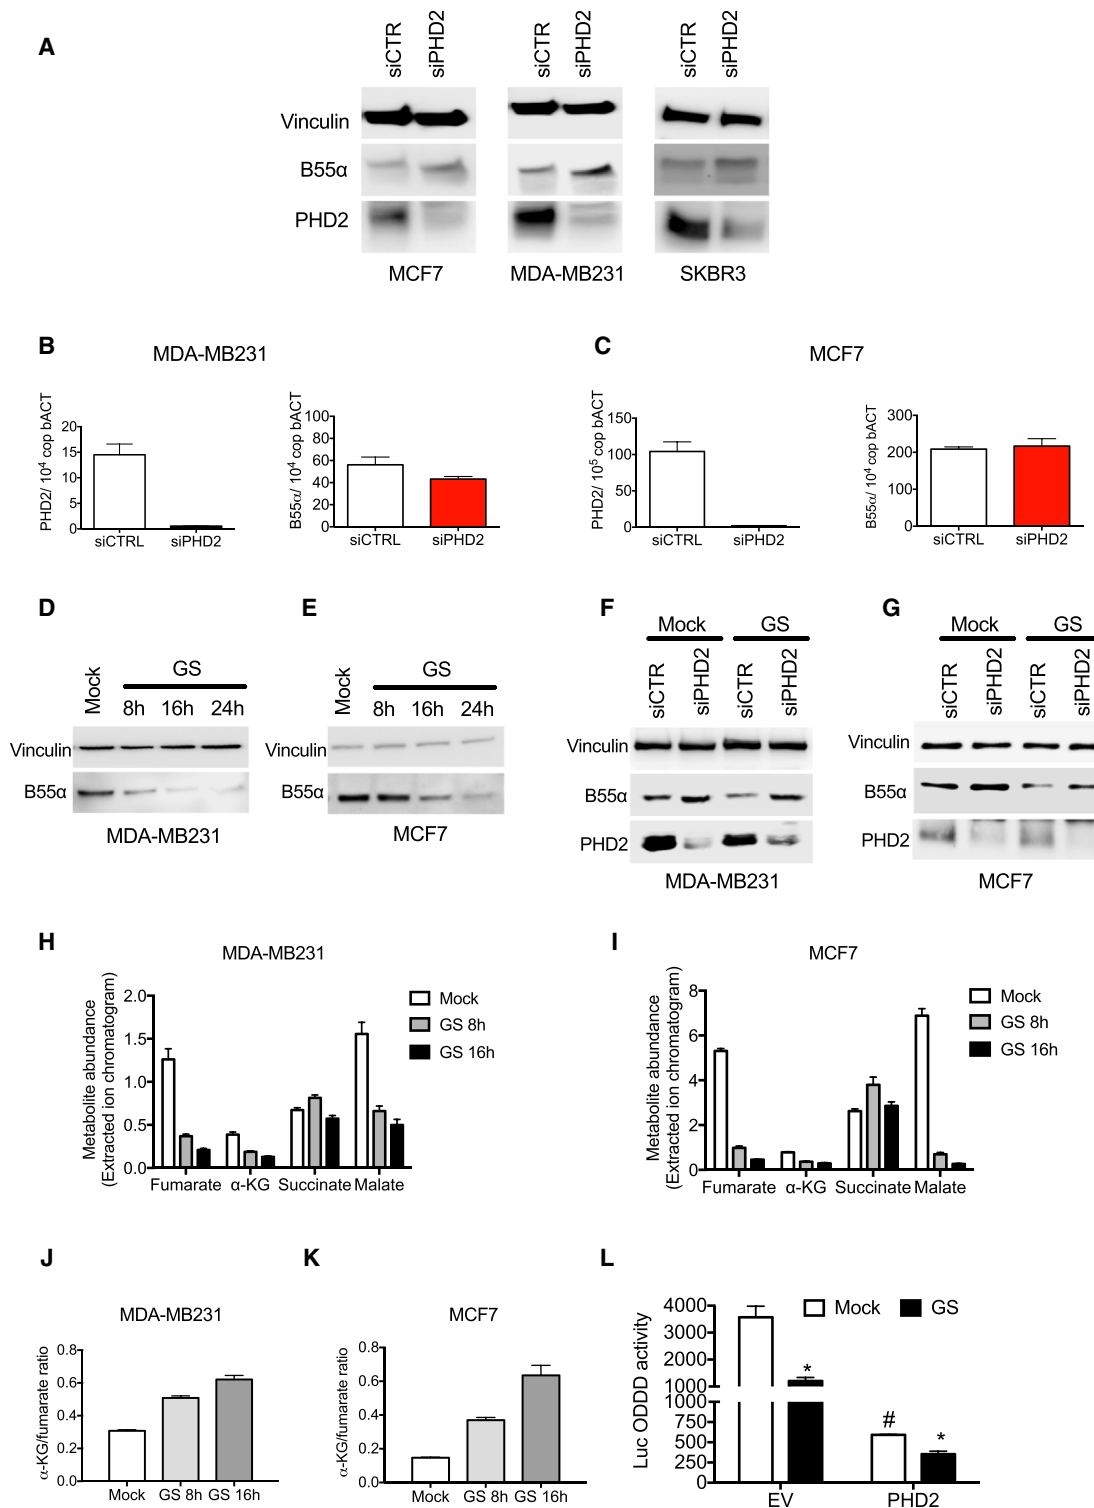 A
siCTR
siPHD2
siCTR
siPHD2
siCTR
siPHD2
Vinculin
B55α
PHD2
MCF7
MDA-MB231
SKBR3
B
MDA-MB231
PHD2/ 10⁴ cop bACT
20
15
10
5
0
siCTRL
siPHD2
B55α/ 10⁴ cop bACT
100
80
60
40
20
0
siCTRL
siPHD2
C
MCF7
PHD2/ 10⁵ cop bACT
150
100
50
0
siCTRL
siPHD2
B55α/ 10⁴ cop bACT
300
200
100
0
siCTRL
siPHD2
D
Mock
GS
8h 16h 24h
Vinculin
B55α
MDA-MB231
E
Mock
GS
8h 16h 24h
Vinculin
B55α
MCF7
F
Mock GS
siCTR
siPHD2
siCTR
siPHD2
Vinculin
B55α
PHD2
MDA-MB231
G
Mock GS
siCTR
siPHD2
siCTR
siPHD2
Vinculin
B55α
PHD2
MCF7
H
MDA-MB231
Metabolite abundance
(Extracted ion chromatogram)
2.0
1.5
1.0
0.5
0.0
Fumarate α-KG Succinate Malate
Mock
GS 8h
GS 16h
I
MCF7
Metabolite abundance
(Extracted ion chromatogram)
8
6
4
2
0
Fumarate α-KG Succinate Malate
Mock
GS 8h
GS 16h
J
MDA-MB231
α-KG/fumarate ratio
0.8
0.6
0.4
0.2
0.0
Mock GS 8h GS 16h
K
MCF7
α-KG/fumarate ratio
0.8
0.6
0.4
0.2
0.0
Mock GS 8h GS 16h
L
Luc ODDD activity
4000
3000
2000
1000
1000
750
500
250
0
Mock GS
*
#
*
EV PHD2